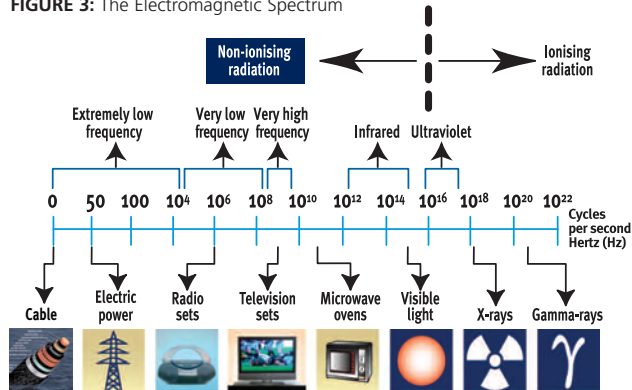 FIGURE 3: The Electromagnetic Spectrum
Non-ionising
radiation
Ionising
radiation
Extremely low
frequency
Very low
frequency
Very high
frequency
Infrared
Ultraviolet
0 50 100 10⁴ 10⁶ 10⁸ 10¹⁰ 10¹² 10¹⁴ 10¹⁶ 10¹⁸ 10²⁰ 10²²
Cycles
per second
Hertz (Hz)
Cable
Electric
power
Radio
sets
Television
sets
Microwave
ovens
Visible
light
X-rays
Gamma-rays
γ